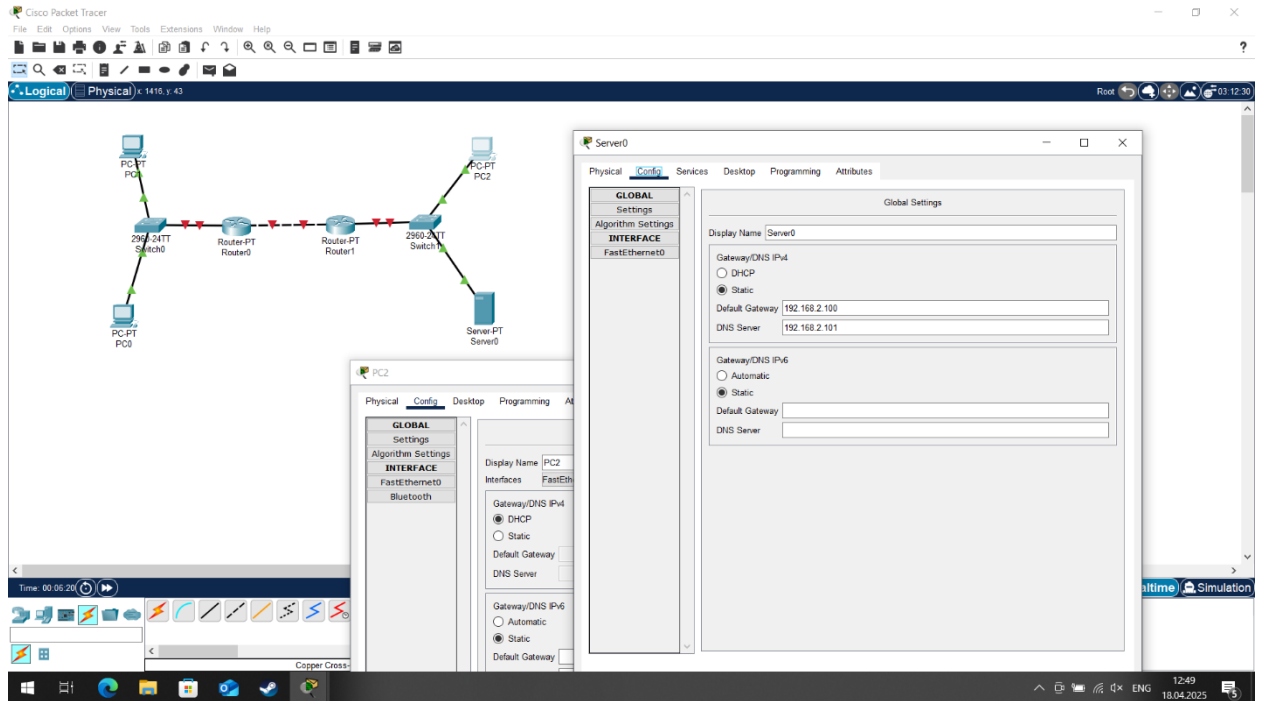 Cisco Packet Tracer
File Edit Options View Tools Extensions Window Help
?
Logical Physical x: 1416, y: 43 Root 03:12:30
PC-PT
PC1
PC-PT
PC2
2960-24TT
Switch0
Router-PT
Router0
Router-PT
Router1
2960-24TT
Switch1
PC-PT
PC0
Server-PT
Server0
Server0
Physical Config Services Desktop Programming Attributes
GLOBAL
Settings
Algorithm Settings
INTERFACE
FastEthernet0
Global Settings
Display Name Server0
Gateway/DNS IPv4
DHCP
Static
Default Gateway 192.168.2.100
DNS Server 192.168.2.101
Gateway/DNS IPv6
Automatic
Static
Default Gateway
DNS Server
PC2
Physical Config Desktop Programming At
GLOBAL
Settings
Algorithm Settings
INTERFACE
FastEthernet0
Bluetooth
Display Name PC2
Interfaces FastEth
Gateway/DNS IPv4
DHCP
Static
Default Gateway
DNS Server
Gateway/DNS IPv6
Automatic
Static
Default Gateway
Time: 00:06:20
altime Simulation
Copper Cross-
ENG
12:49
18.04.2025
5